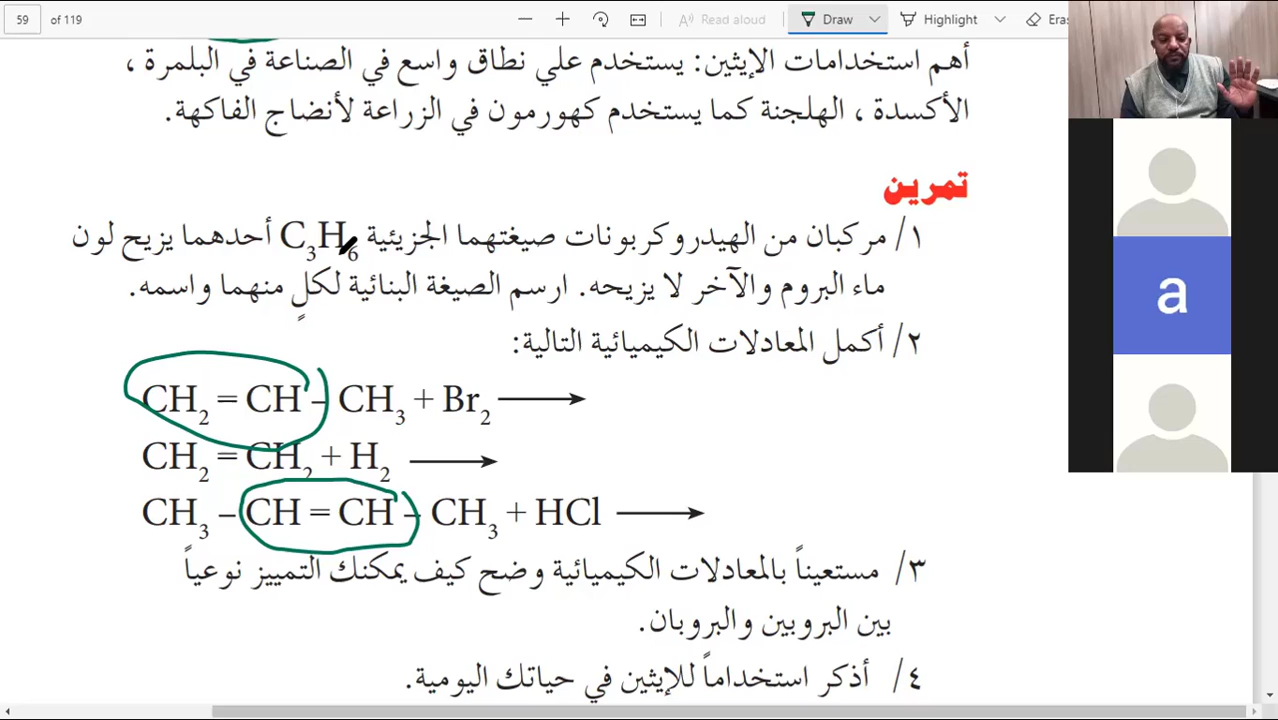 59 of 119
Read aloud
Draw
Highlight
أهم استخدامات الإيثين: يستخدم علي نطاق واسع في الصناعة في البلمرة ،
الأكسدة ، الهلجنة كما يستخدم كهورمون في الزراعة لأنضاج الفاكهة.
تمرين
١/ مركبان من الهيدروكربونات صيغتهما الجزيئية C₃H₆ أحدهما يزيح لون
ماء البروم والآخر لا يزيحه. ارسم الصيغة البنائية لكلٍ منهما واسمه.
٢/ أكمل المعادلات الكيميائية التالية:
CH₂ = CH – CH₃ + Br₂ ⟶
CH₂ = CH₂ + H₂ ⟶
CH₃ – CH = CH – CH₃ + HCl ⟶
٣/ مستعيناً بالمعادلات الكيميائية وضح كيف يمكنك التمييز نوعياً
بين البروبين والبروبان.
٤/ أذكر استخداماً للإيثين في حياتك اليومية.
a